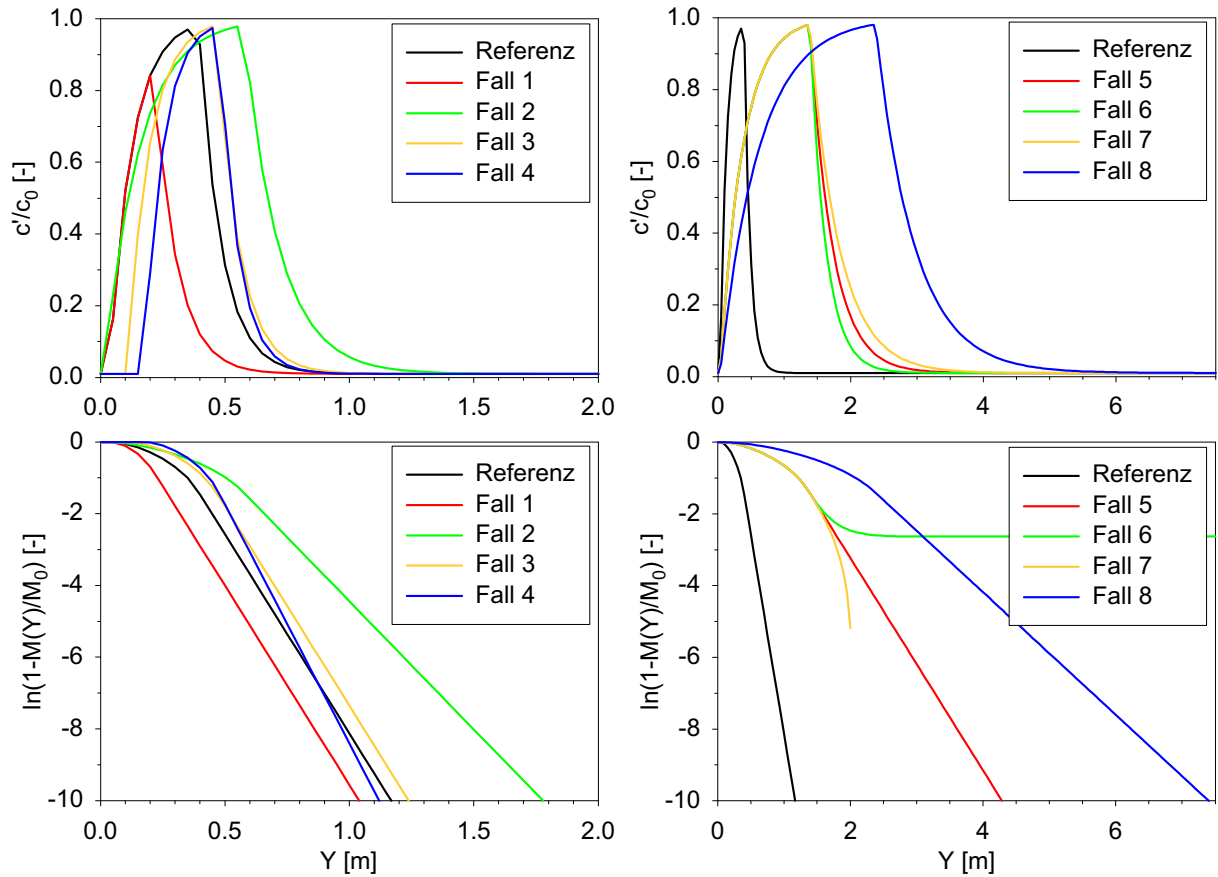 1.0
0.8
0.6
0.4
0.2
0.0
c'/c0 [-]
Referenz
Fall 1
Fall 2
Fall 3
Fall 4
0.0 0.5 1.0 1.5 2.0
1.0
0.8
0.6
0.4
0.2
0.0
c'/c0 [-]
Referenz
Fall 5
Fall 6
Fall 7
Fall 8
0 2 4 6
0
-2
-4
-6
-8
-10
ln(1-M(Y)/M0) [-]
Referenz
Fall 1
Fall 2
Fall 3
Fall 4
0.0 0.5 1.0 1.5 2.0
Y [m]
0
-2
-4
-6
-8
-10
ln(1-M(Y)/M0) [-]
Referenz
Fall 5
Fall 6
Fall 7
Fall 8
0 2 4 6
Y [m]